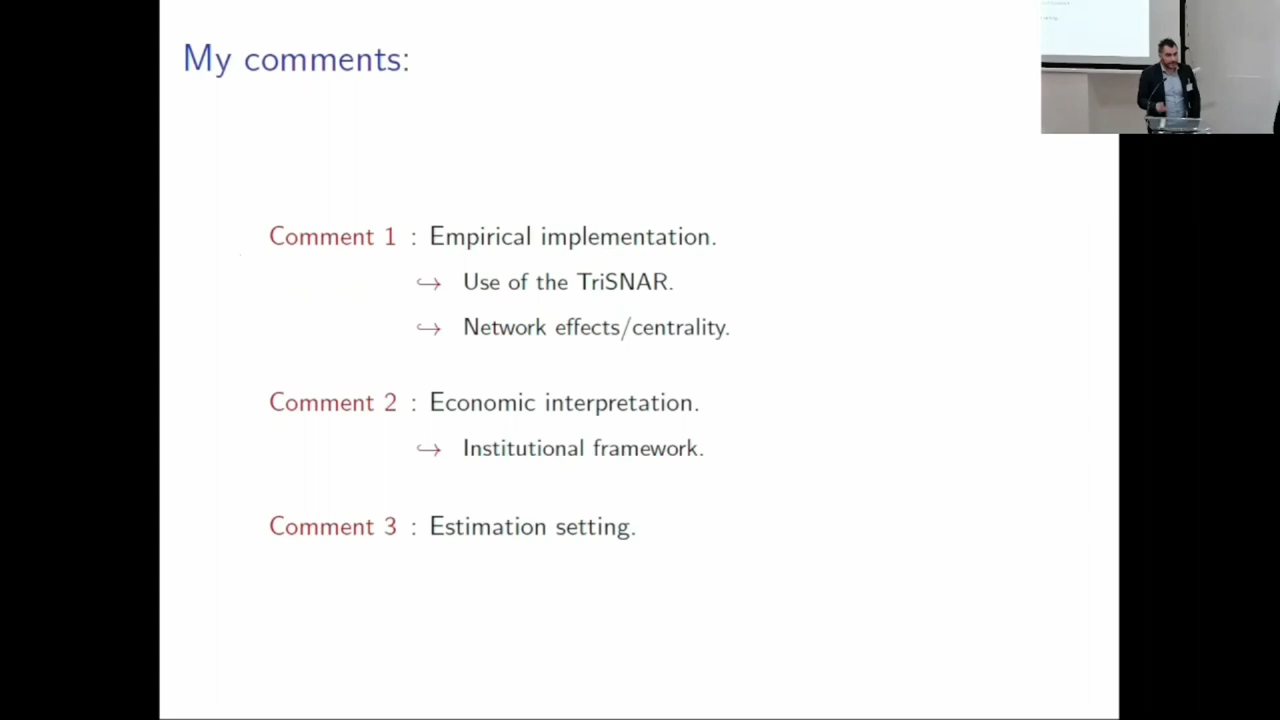 My comments:
Comment 1 : Empirical implementation.
↪ Use of the TriSNAR.
↪ Network effects/centrality.
Comment 2 : Economic interpretation.
↪ Institutional framework.
Comment 3 : Estimation setting.